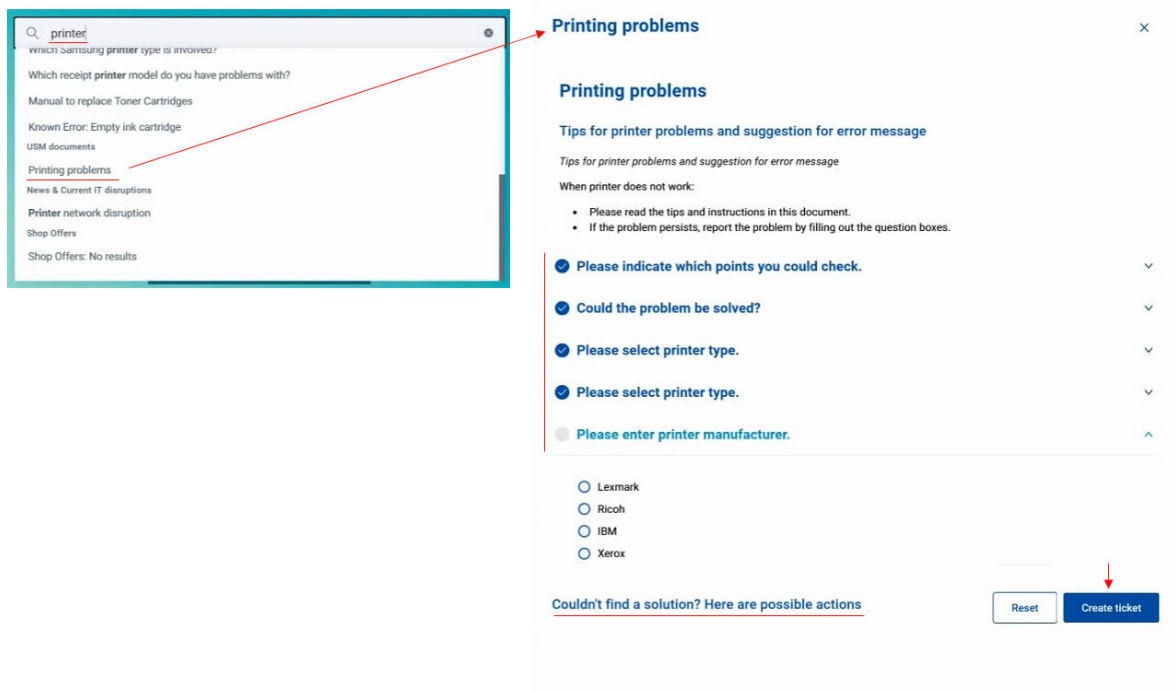 printer
Which Samsung printer type is involved?
Which receipt printer model do you have problems with?
Manual to replace Toner Cartridges
Known Error: Empty ink cartridge
USM documents
Printing problems
News & Current IT disruptions
Printer network disruption
Shop Offers
Shop Offers: No results
Printing problems
Printing problems
Tips for printer problems and suggestion for error message
Tips for printer problems and suggestion for error message
When printer does not work:
• Please read the tips and instructions in this document.
• If the problem persists, report the problem by filling out the question boxes.
Please indicate which points you could check.
Could the problem be solved?
Please select printer type.
Please select printer type.
Please enter printer manufacturer.
Lexmark
Ricoh
IBM
Xerox
Couldn't find a solution? Here are possible actions
Reset
Create ticket